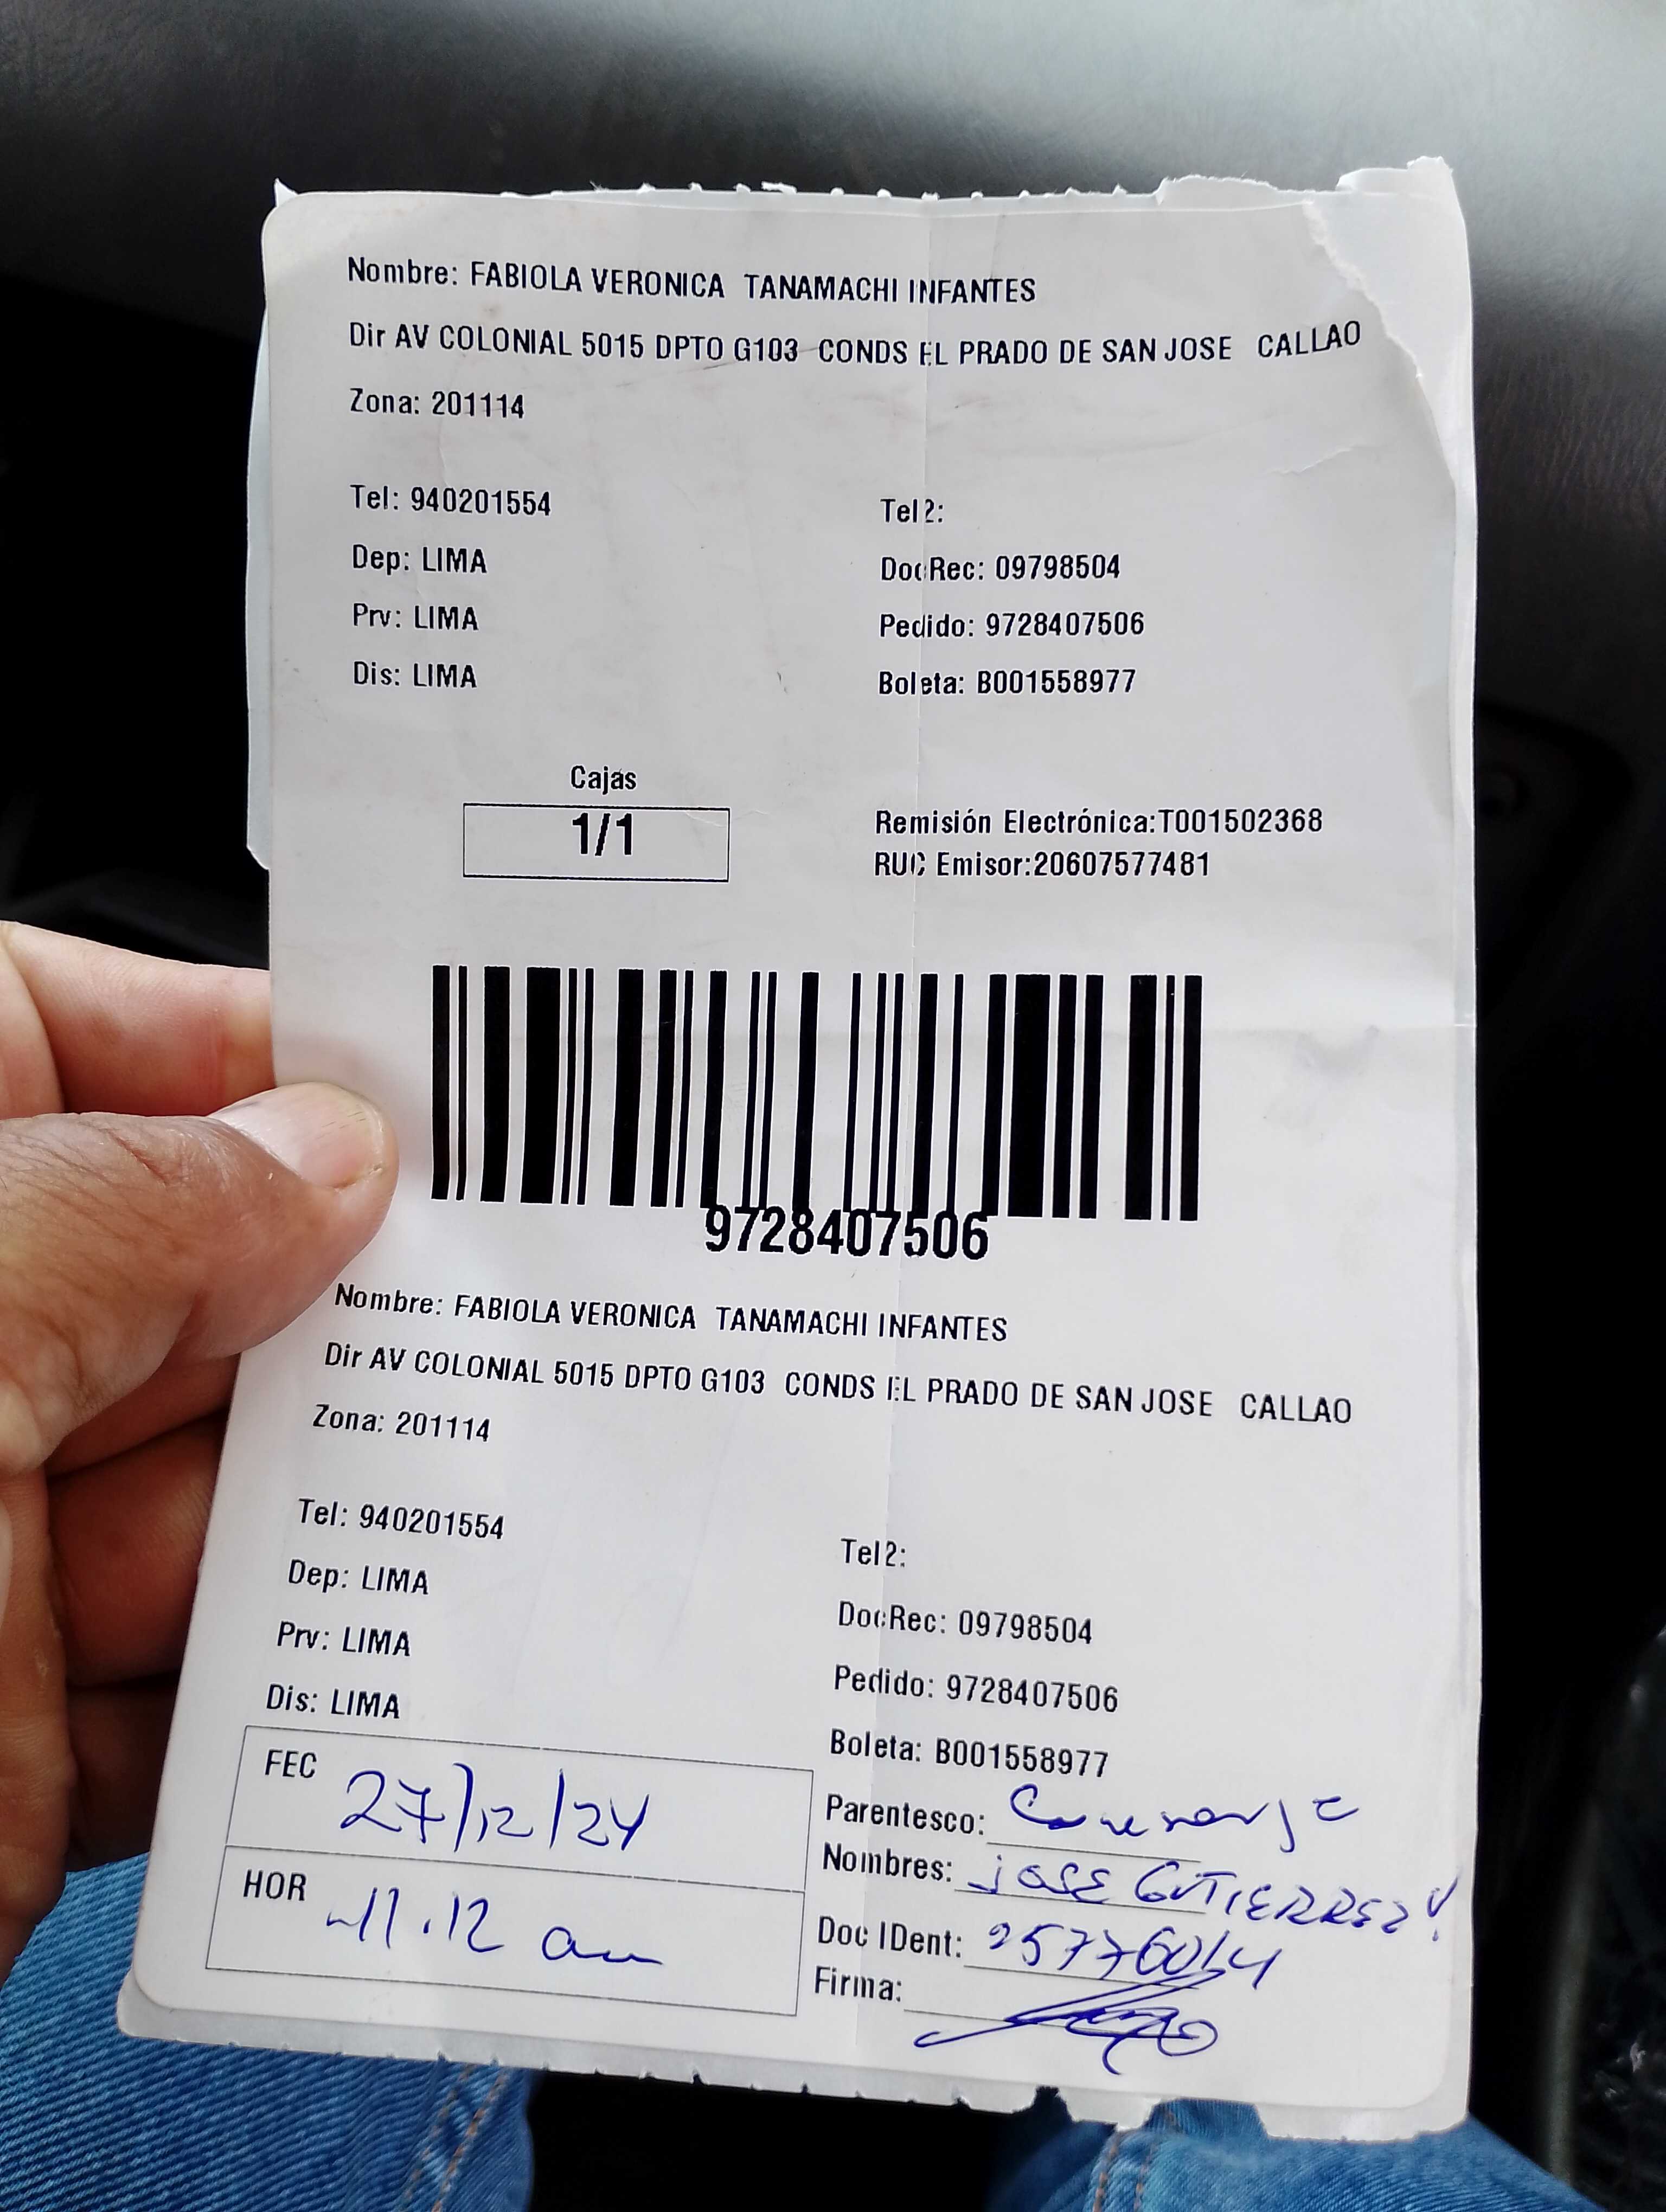 Nombre: FABIOLA VERONICA TANAMACHI INFANTES
Dir AV COLONIAL 5015 DPTO G103 CONDS EL PRADO DE SAN JOSE CALLAO
Zona: 201114
Tel: 940201554 Tel2:
Dep: LIMA DocRec: 09798504
Prv: LIMA Pedido: 9728407506
Dis: LIMA Boleta: B001558977
Cajas
1/1
Remisión Electrónica:T001502368
RUC Emisor:20607577481
9728407506
Nombre: FABIOLA VERONICA TANAMACHI INFANTES
Dir AV COLONIAL 5015 DPTO G103 CONDS EL PRADO DE SAN JOSE CALLAO
Zona: 201114
Tel: 940201554 Tel2:
Dep: LIMA DocRec: 09798504
Prv: LIMA Pedido: 9728407506
Dis: LIMA Boleta: B001558977
FEC 27/12/24
HOR 11.12 am
Parentesco:
Nombres: jOSE GUTIERREZ
Doc IDent: 25776014
Firma: